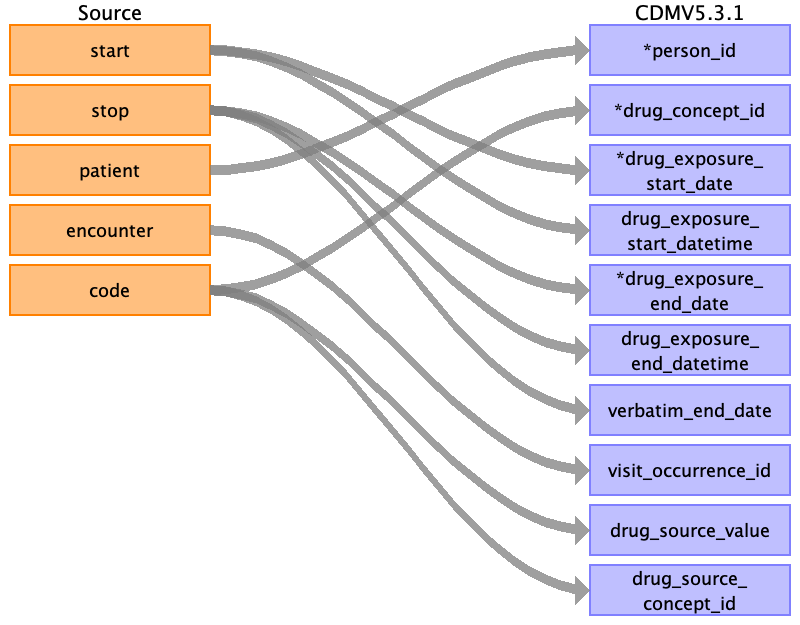 Source
CDMV5.3.1
start
*person_id
stop
*drug_concept_id
patient
*drug_exposure_
start_date
encounter
drug_exposure_
start_datetime
code
*drug_exposure_
end_date
drug_exposure_
end_datetime
verbatim_end_date
visit_occurrence_id
drug_source_value
drug_source_
concept_id